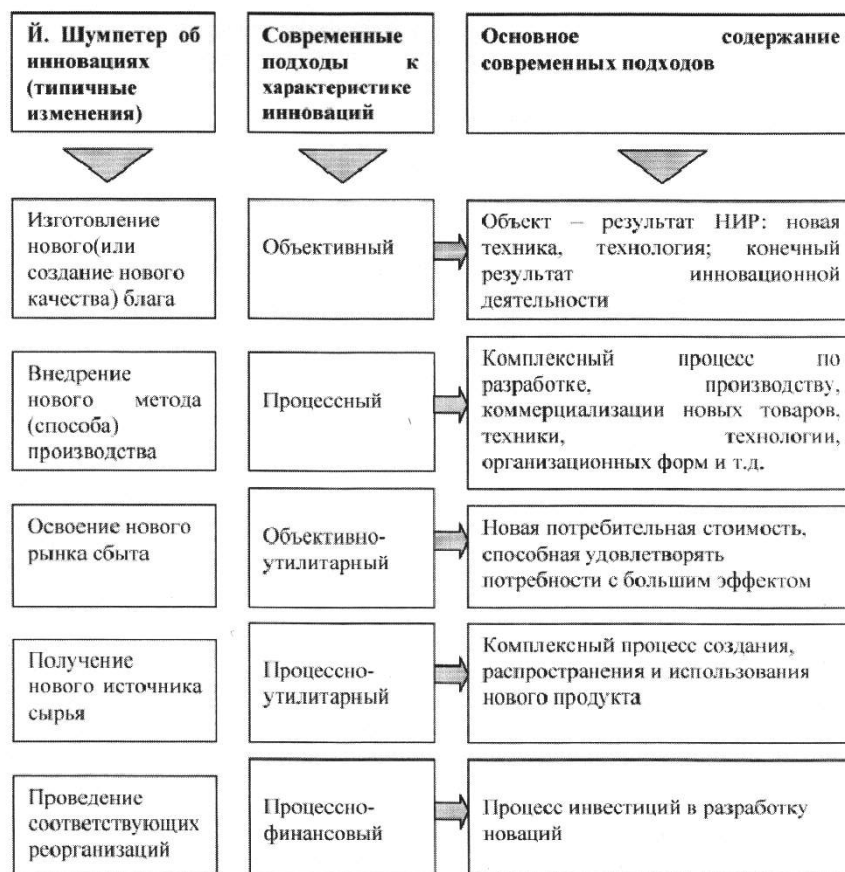 Й. Шумпетер об
инновациях
(типичные
изменения)
Современные
подходы к
характеристике
инноваций
Основное содержание
современных подходов
Изготовление
нового(или
создание нового
качества) блага
Объективный
Объект – результат НИР: новая
техника, технология; конечный
результат инновационной
деятельности
Внедрение
нового метода
(способа)
производства
Процессный
Комплексный процесс по
разработке, производству,
коммерциализации новых товаров,
техники, технологии,
организационных форм и т.д.
Освоение нового
рынка сбыта
Объективно-
утилитарный
Новая потребительная стоимость,
способная удовлетворять
потребности с большим эффектом
Получение
нового источника
сырья
Процессно-
утилитарный
Комплексный процесс создания,
распространения и использования
нового продукта
Проведение
соответствующих
реорганизаций
Процессно-
финансовый
Процесс инвестиций в разработку
новаций